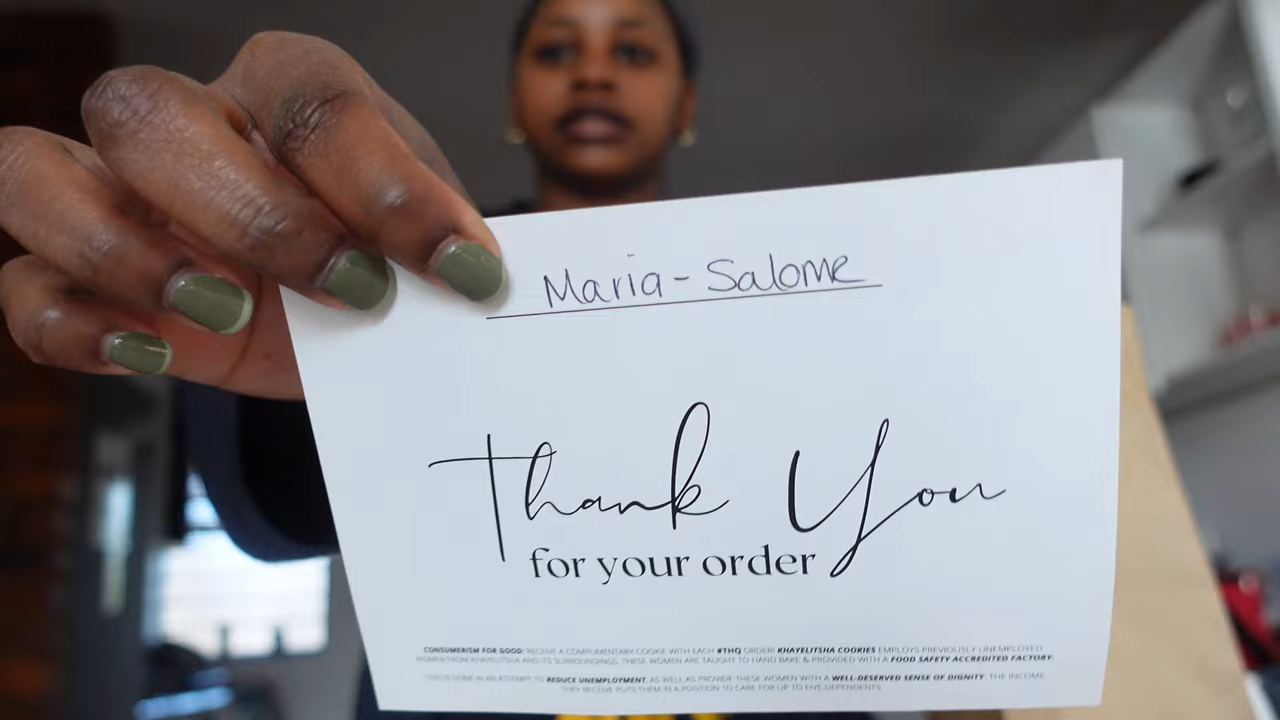 Maria-Salome
Thank You
for your order
CONSUMERISM FOR GOOD: RECEIVE A COMPLIMENTARY COOKIE WITH EACH #THQ ORDER! KHAYELITSHA COOKIES EMPLOYS PREVIOUSLY UNEMPLOYED
WOMEN FROM KHAYELITSHA AND ITS SURROUNDINGS. THESE WOMEN ARE TAUGHT TO HAND BAKE & PROVIDED WITH A FOOD SAFETY ACCREDITED FACTORY.
THIS IS DONE IN AN ATTEMPT TO REDUCE UNEMPLOYMENT, AS WELL AS PROVIDE THESE WOMEN WITH A WELL-DESERVED SENSE OF DIGNITY. THE INCOME
THEY RECEIVE PUTS THEM IN A POSITION TO CARE FOR UP TO FIVE DEPENDENTS.